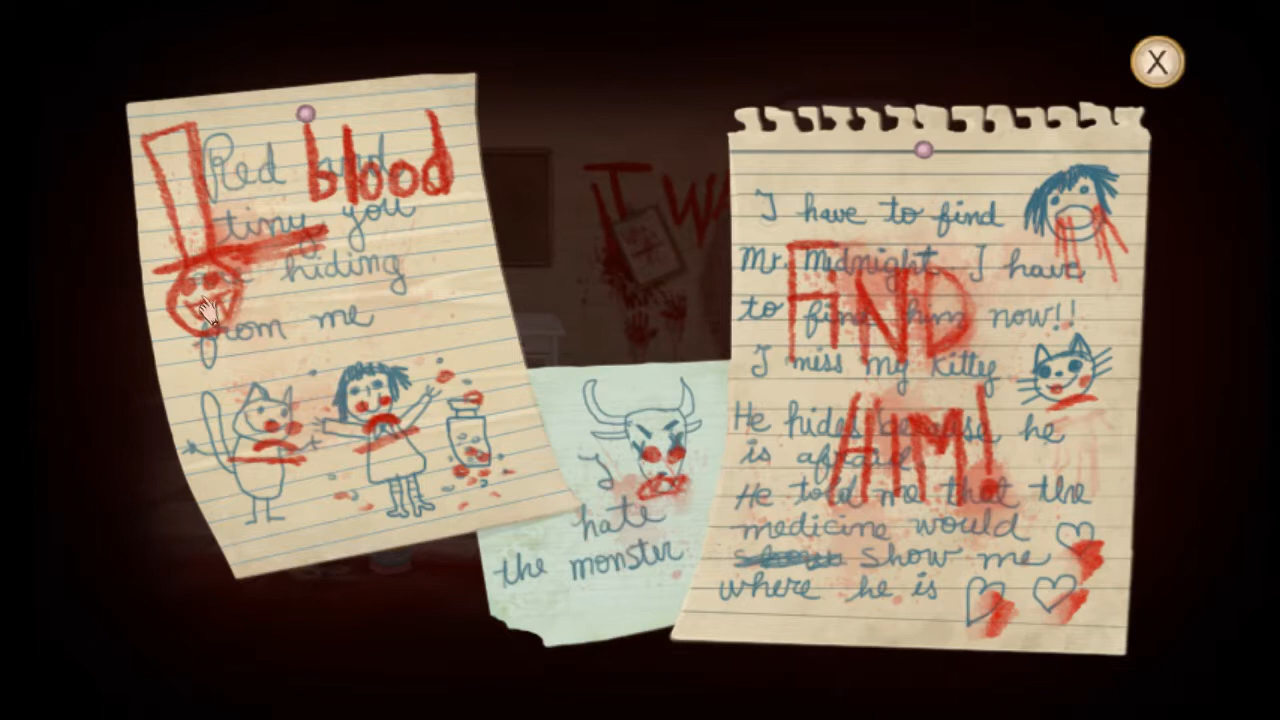 X
Red blood
tiny you
hiding
from me
I
hate
the monster
I have to find
Mr. Midnight. I have
to find him now!!
I miss my kitty
He hides because he
is afraid
He told me that the
medicine would
show me
where he is
FIND
HIM!
I WA